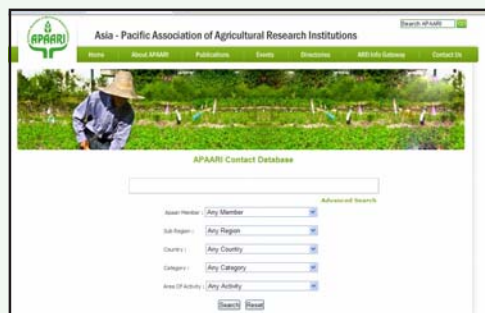 Search APAARI
APAARI
Asia - Pacific Association of Agricultural Research Institutions
Home About APAARI Publications Events Directories ARD Info Gateway Contact Us
APAARI Contact Database
Advanced Search
Apaari Member : Any Member
Sub Region : Any Region
Country : Any Country
Category : Any Category
Area Of Activity : Any Activity
Search Reset